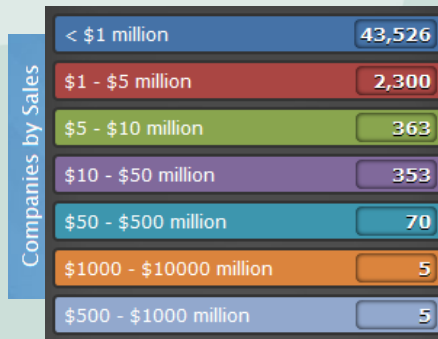 Companies by Sales
< $1 million 43,526
$1 - $5 million 2,300
$5 - $10 million 363
$10 - $50 million 353
$50 - $500 million 70
$1000 - $10000 million 5
$500 - $1000 million 5